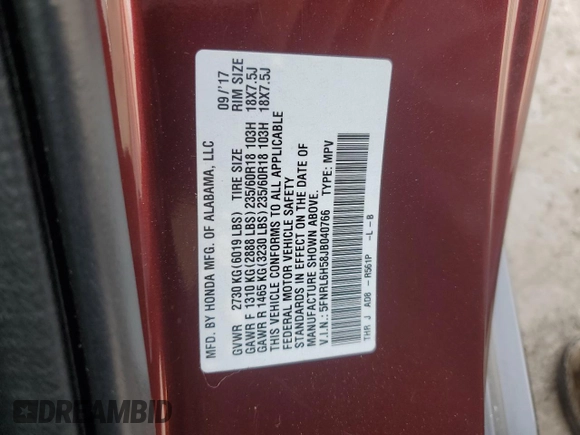 MFD. BY HONDA MFG. OF ALABAMA, LLC 09/'17
GVWR 2730 KG(6019 LBS) TIRE SIZE RIM SIZE
GAWR F 1310 KG(2888 LBS) 235/60R18 103H 18X7.5J
GAWR R 1465 KG(3230 LBS) 235/60R18 103H 18X7.5J
THIS VEHICLE CONFORMS TO ALL APPLICABLE
FEDERAL MOTOR VEHICLE SAFETY
STANDARDS IN EFFECT ON THE DATE OF
MANUFACTURE SHOWN ABOVE.
V.I.N.: 5FNRL6H58JB040766 TYPE: MPV
THR J A08 - R561P -L-B
DREAMBID